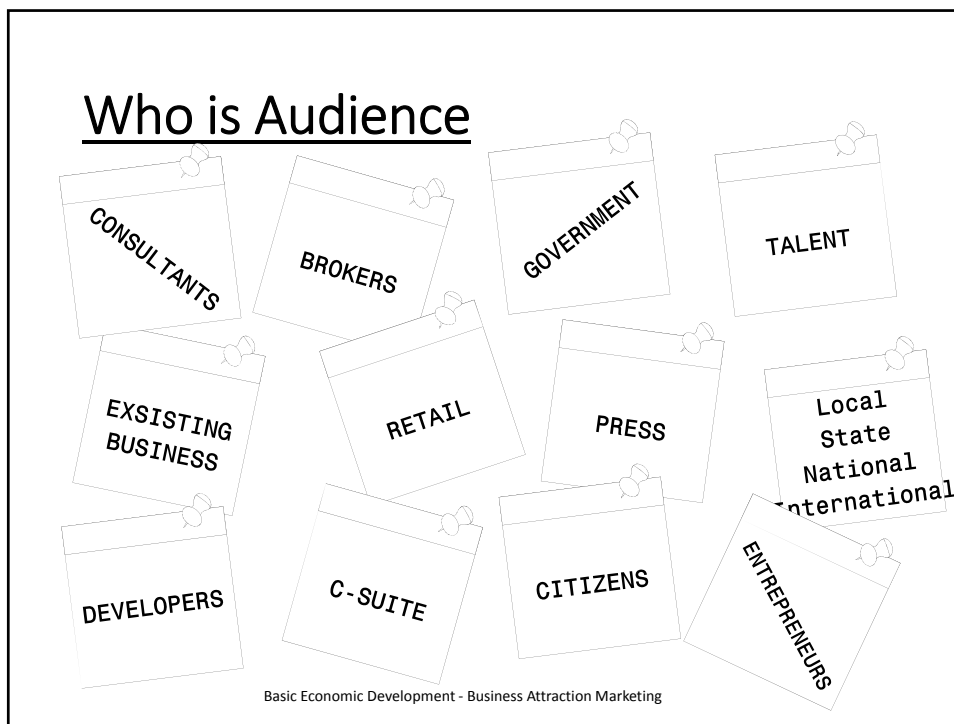 Who is Audience
CONSULTANTS
BROKERS
GOVERNMENT
TALENT
EXSISTING
BUSINESS
RETAIL
PRESS
Local
State
National
International
DEVELOPERS
C-SUITE
CITIZENS
ENTREPRENEURS
Basic Economic Development - Business Attraction Marketing